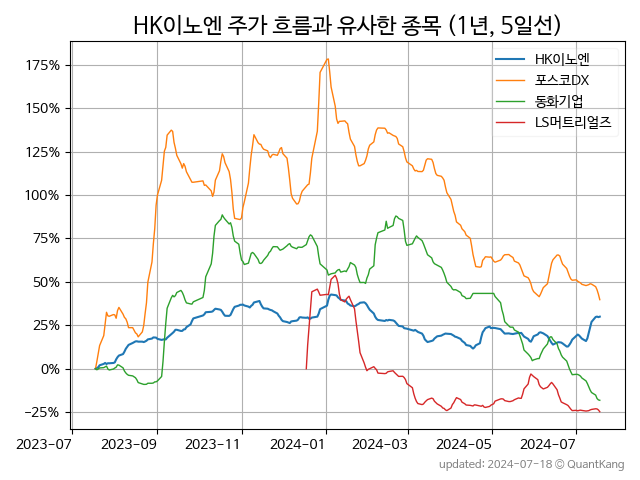 HK이노엔 주가 흐름과 유사한 종목 (1년, 5일선)
HK이노엔
포스코DX
동화기업
LS머트리얼즈
175%
150%
125%
100%
75%
50%
25%
0%
−25%
2023-07 2023-09 2023-11 2024-01 2024-03 2024-05 2024-07
updated: 2024-07-18 © QuantKang